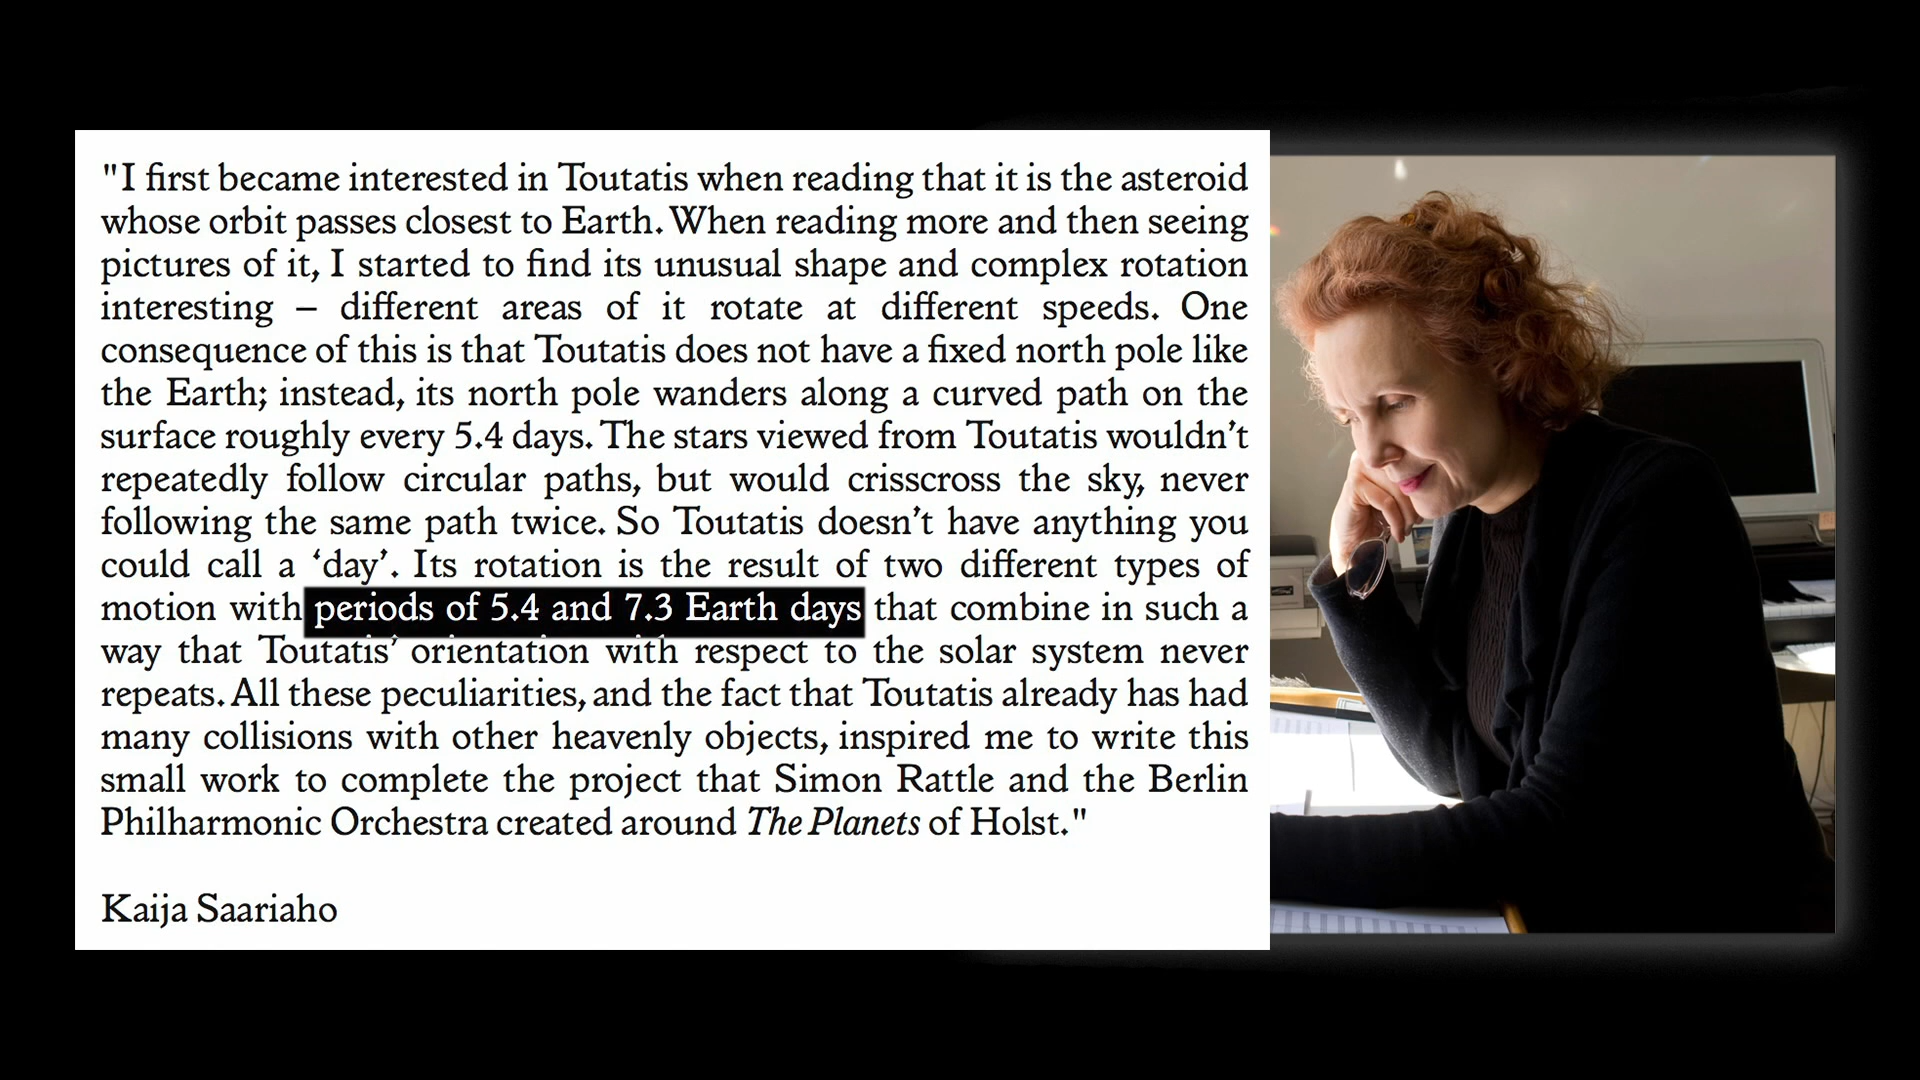 "I first became interested in Toutatis when reading that it is the asteroid
whose orbit passes closest to Earth. When reading more and then seeing
pictures of it, I started to find its unusual shape and complex rotation
interesting – different areas of it rotate at different speeds. One
consequence of this is that Toutatis does not have a fixed north pole like
the Earth; instead, its north pole wanders along a curved path on the
surface roughly every 5.4 days. The stars viewed from Toutatis wouldn’t
repeatedly follow circular paths, but would crisscross the sky, never
following the same path twice. So Toutatis doesn’t have anything you
could call a ‘day’. Its rotation is the result of two different types of
motion with periods of 5.4 and 7.3 Earth days that combine in such a
way that Toutatis’ orientation with respect to the solar system never
repeats. All these peculiarities, and the fact that Toutatis already has had
many collisions with other heavenly objects, inspired me to write this
small work to complete the project that Simon Rattle and the Berlin
Philharmonic Orchestra created around The Planets of Holst."
Kaija Saariaho